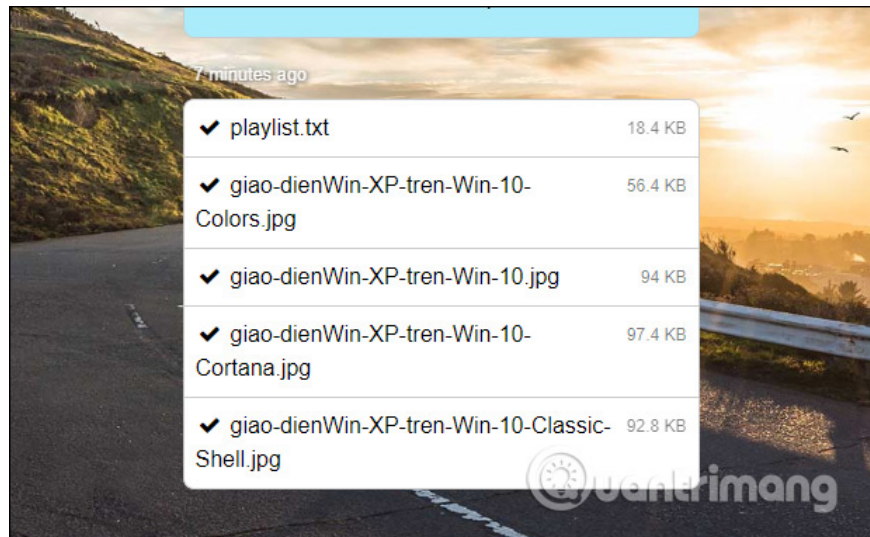 7 minutes ago
✔ playlist.txt 18.4 KB
✔ giao-dienWin-XP-tren-Win-10- 56.4 KB
Colors.jpg
✔ giao-dienWin-XP-tren-Win-10.jpg 94 KB
✔ giao-dienWin-XP-tren-Win-10- 97.4 KB
Cortana.jpg
✔ giao-dienWin-XP-tren-Win-10-Classic- 92.8 KB
Shell.jpg
Quantrimang